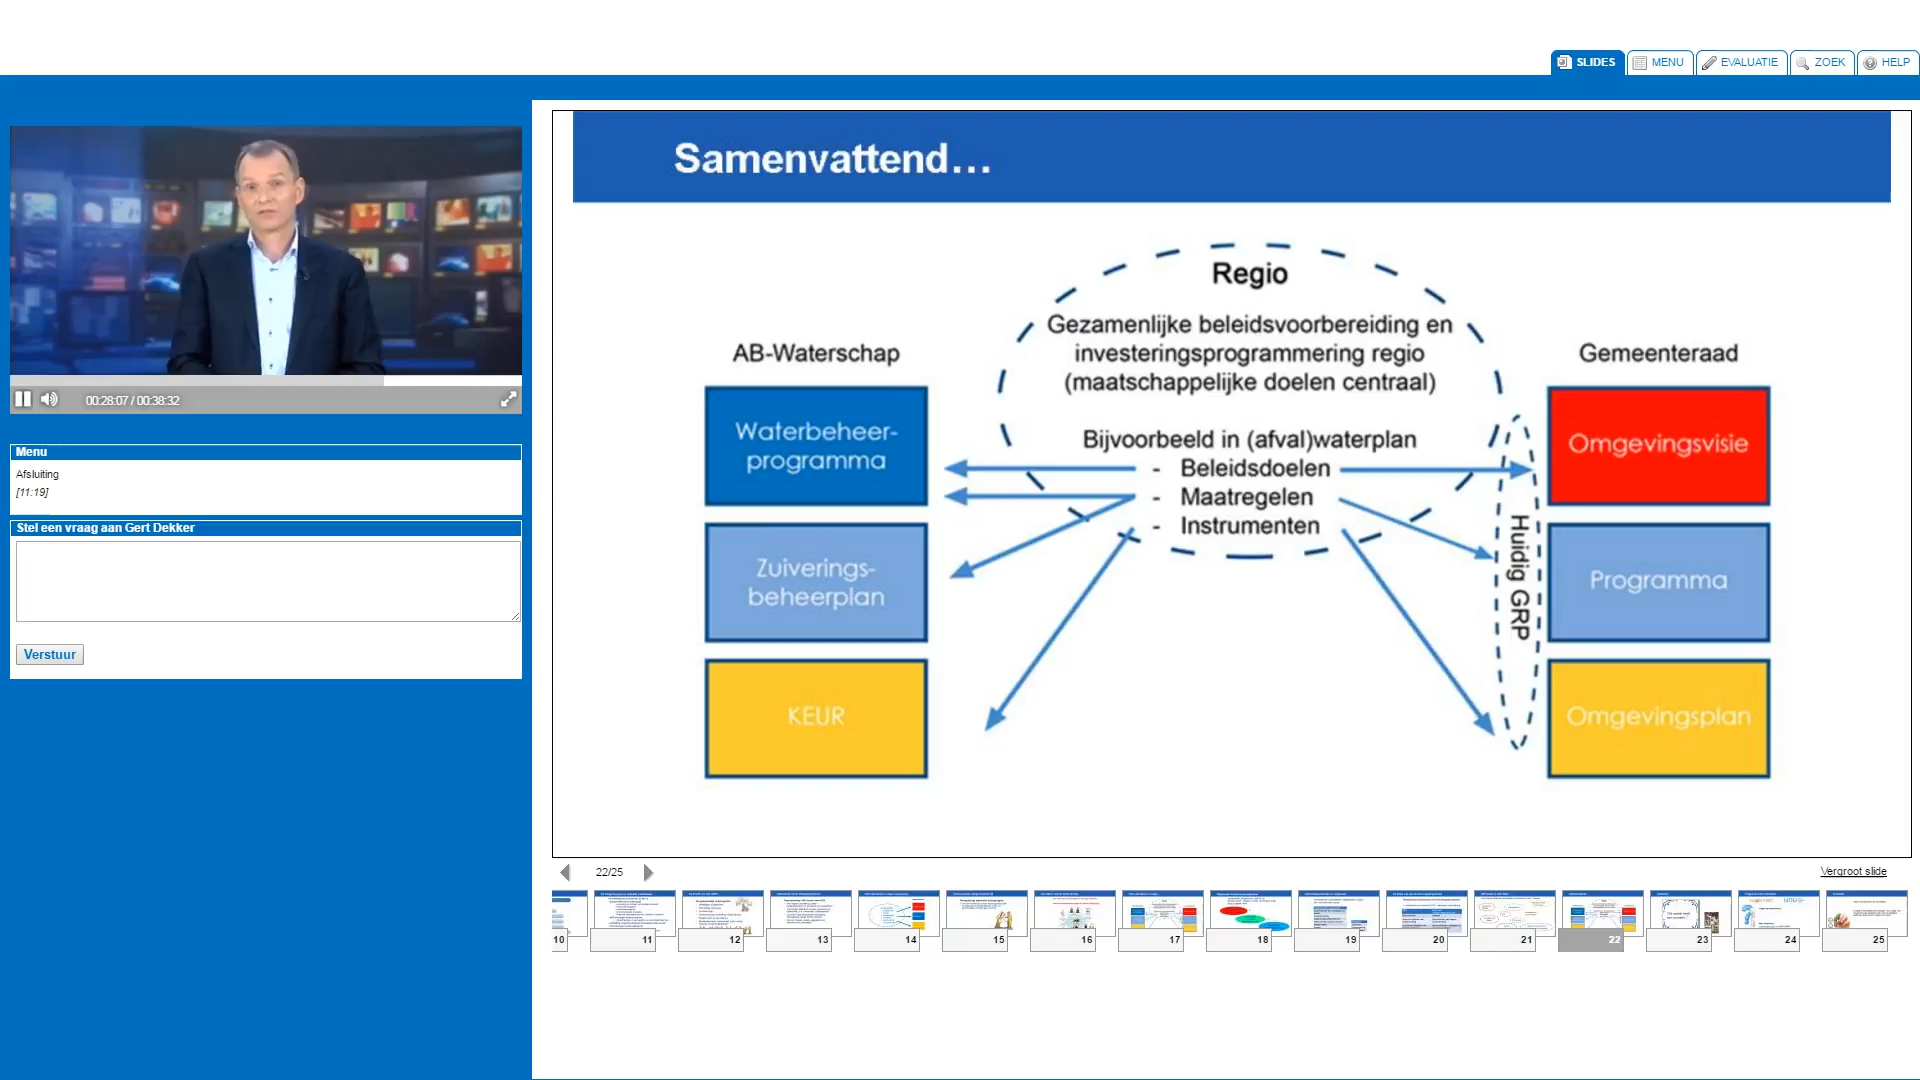 SLIDES
MENU
EVALUATIE
ZOEK
HELP
00:28:07 / 00:38:32
Menu
Afsluiting
[11:19]
Stel een vraag aan Gert Dekker
Verstuur
Samenvattend...
Regio
Gezamenlijke beleidsvoorbereiding en
investeringsprogrammering regio
(maatschappelijke doelen centraal)
Bijvoorbeeld in (afval)waterplan
- Beleidsdoelen
- Maatregelen
- Instrumenten
AB-Waterschap
Waterbeheer-
programma
Zuiverings-
beheerplan
KEUR
Gemeenteraad
Omgevingsvisie
Programma
Omgevingsplan
Huidig GRP
22/25
Vergroot slide
10
11
12
13
14
15
16
17
18
19
20
21
22
23
24
25